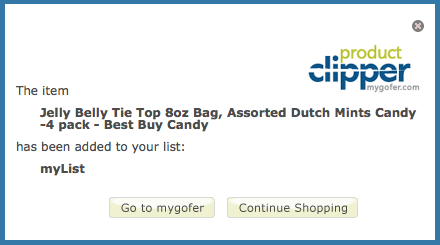 product
clipper
mygofer.com
The item
Jelly Belly Tie Top 8oz Bag, Assorted Dutch Mints Candy
-4 pack - Best Buy Candy
has been added to your list:
myList
Go to mygofer
Continue Shopping